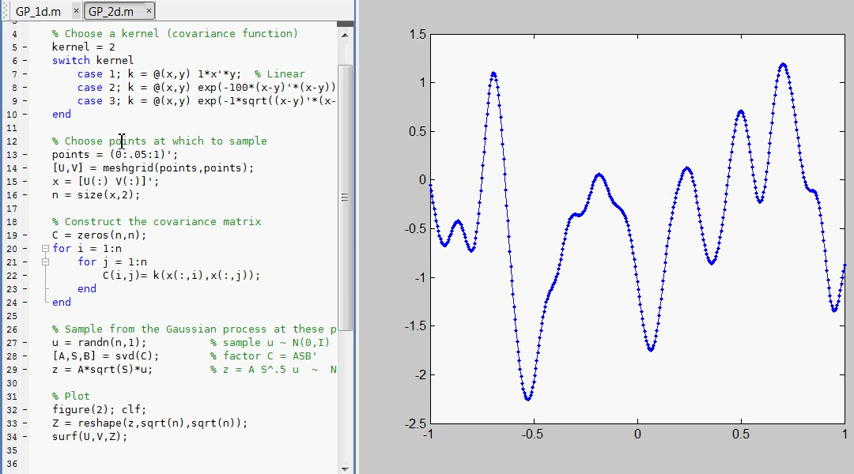 GP_1d.m × GP_2d.m ×
4 % Choose a kernel (covariance function)
5 kernel = 2
6 switch kernel
7 case 1; k = @(x,y) 1*x'*y; % Linear
8 case 2; k = @(x,y) exp(-100*(x-y)'*(x-y))
9 case 3; k = @(x,y) exp(-1*sqrt((x-y)'*(x-
10 end
11
12 % Choose points at which to sample
13 points = (0:.05:1)';
14 [U,V] = meshgrid(points,points);
15 x = [U(:) V(:)]';
16 n = size(x,2);
17
18 % Construct the covariance matrix
19 C = zeros(n,n);
20 for i = 1:n
21 for j = 1:n
22 C(i,j)= k(x(:,i),x(:,j));
23 end
24 end
25
26 % Sample from the Gaussian process at these p
27 u = randn(n,1); % sample u ~ N(0,I)
28 [A,S,B] = svd(C); % factor C = ASB'
29 z = A*sqrt(S)*u; % z = A S^.5 u ~ N
30
31 % Plot
32 figure(2); clf;
33 Z = reshape(z,sqrt(n),sqrt(n));
34 surf(U,V,Z);
35
36
1.5
1
0.5
0
-0.5
-1
-1.5
-2
-2.5
-1 -0.5 0 0.5 1